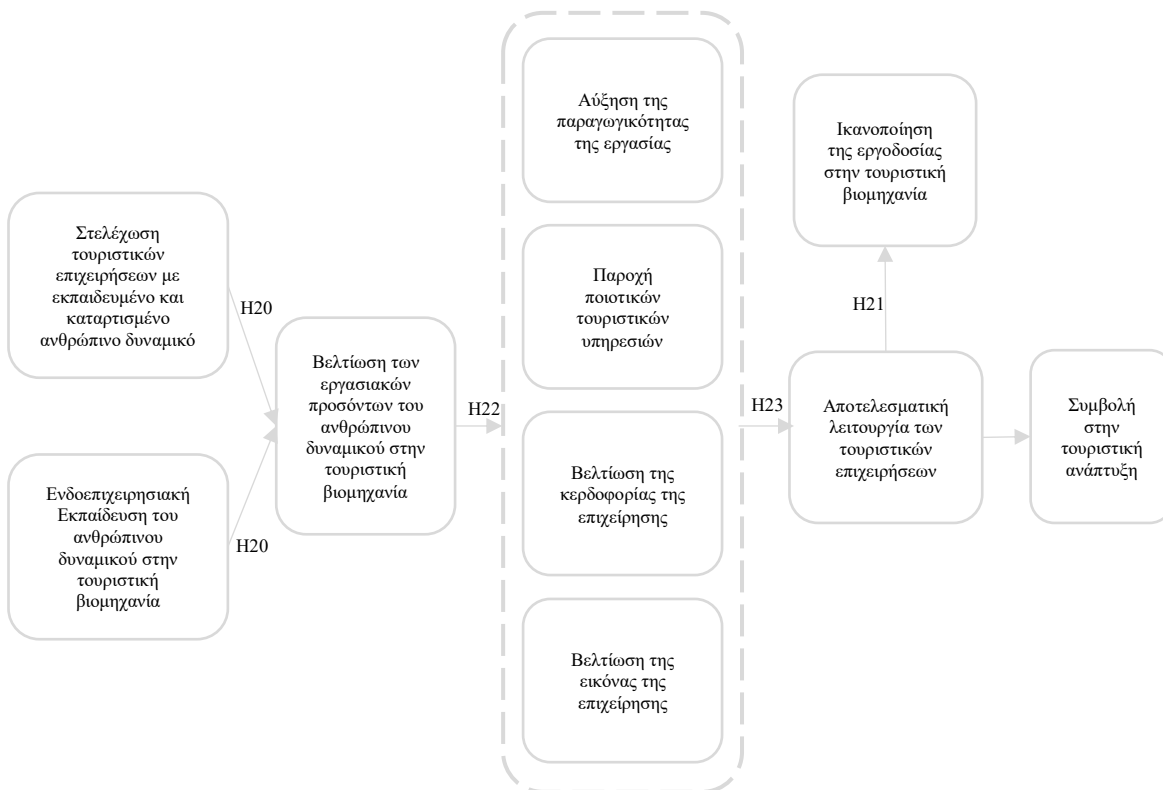 Στελέχωση
τουριστικών
επιχειρήσεων με
εκπαιδευμένο και
καταρτισμένο
ανθρώπινο δυναμικό
H20
Ενδοεπιχειρησιακή
Εκπαίδευση του
ανθρώπινου
δυναμικού στην
τουριστική
βιομηχανία
H20
Βελτίωση των
εργασιακών
προσόντων του
ανθρώπινου
δυναμικού στην
τουριστική
βιομηχανία
H22
Αύξηση της
παραγωγικότητας
της εργασίας
Παροχή
ποιοτικών
τουριστικών
υπηρεσιών
Βελτίωση της
κερδοφορίας της
επιχείρησης
Βελτίωση της
εικόνας της
επιχείρησης
H23
Ικανοποίηση
της εργοδοσίας
στην τουριστική
βιομηχανία
H21
Αποτελεσματική
λειτουργία των
τουριστικών
επιχειρήσεων
Συμβολή
στην
τουριστική
ανάπτυξη